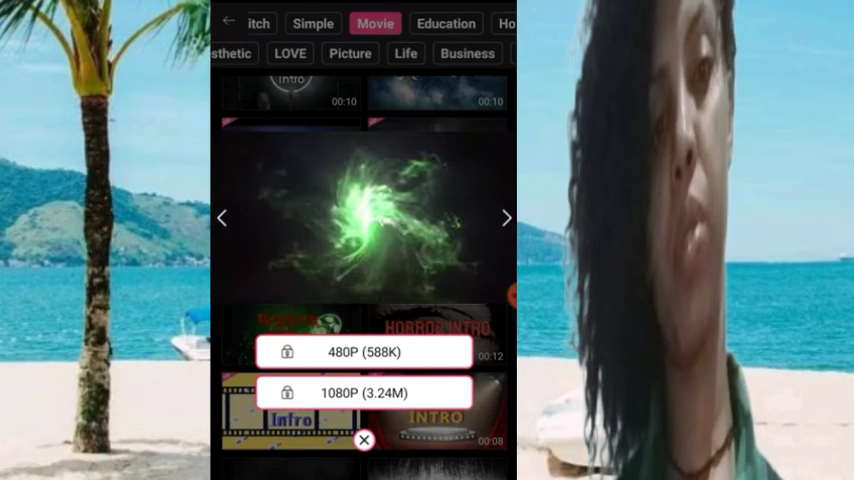 itch Simple Movie Education Ho
sthetic LOVE Picture Life Business
Intro
00:10
00:10
HORROR INTRO
00:12
480P (588K)
1080P (3.24M)
Intro
INTRO
00:08